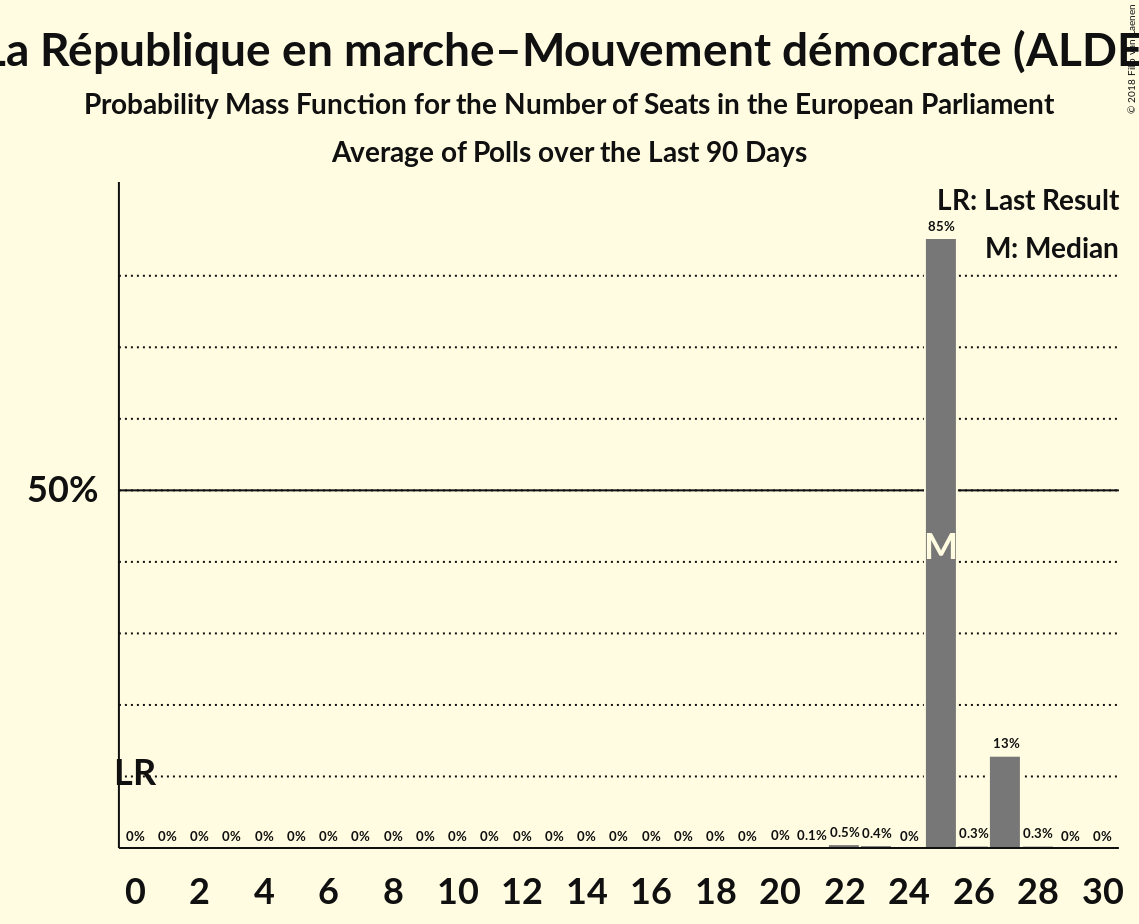 La République en marche–Mouvement démocrate (ALDE
Probability Mass Function for the Number of Seats in the European Parliament
Average of Polls over the Last 90 Days
LR: Last Result
M: Median
85%
50%
M
LR
13%
0% 0% 0% 0% 0% 0% 0% 0% 0% 0% 0% 0% 0% 0% 0% 0% 0% 0% 0% 0% 0% 0.1% 0.5% 0.4% 0% 0.3% 0.3% 0% 0%
0 2 4 6 8 10 12 14 16 18 20 22 24 26 28 30
© 2018 Filip van Laenen